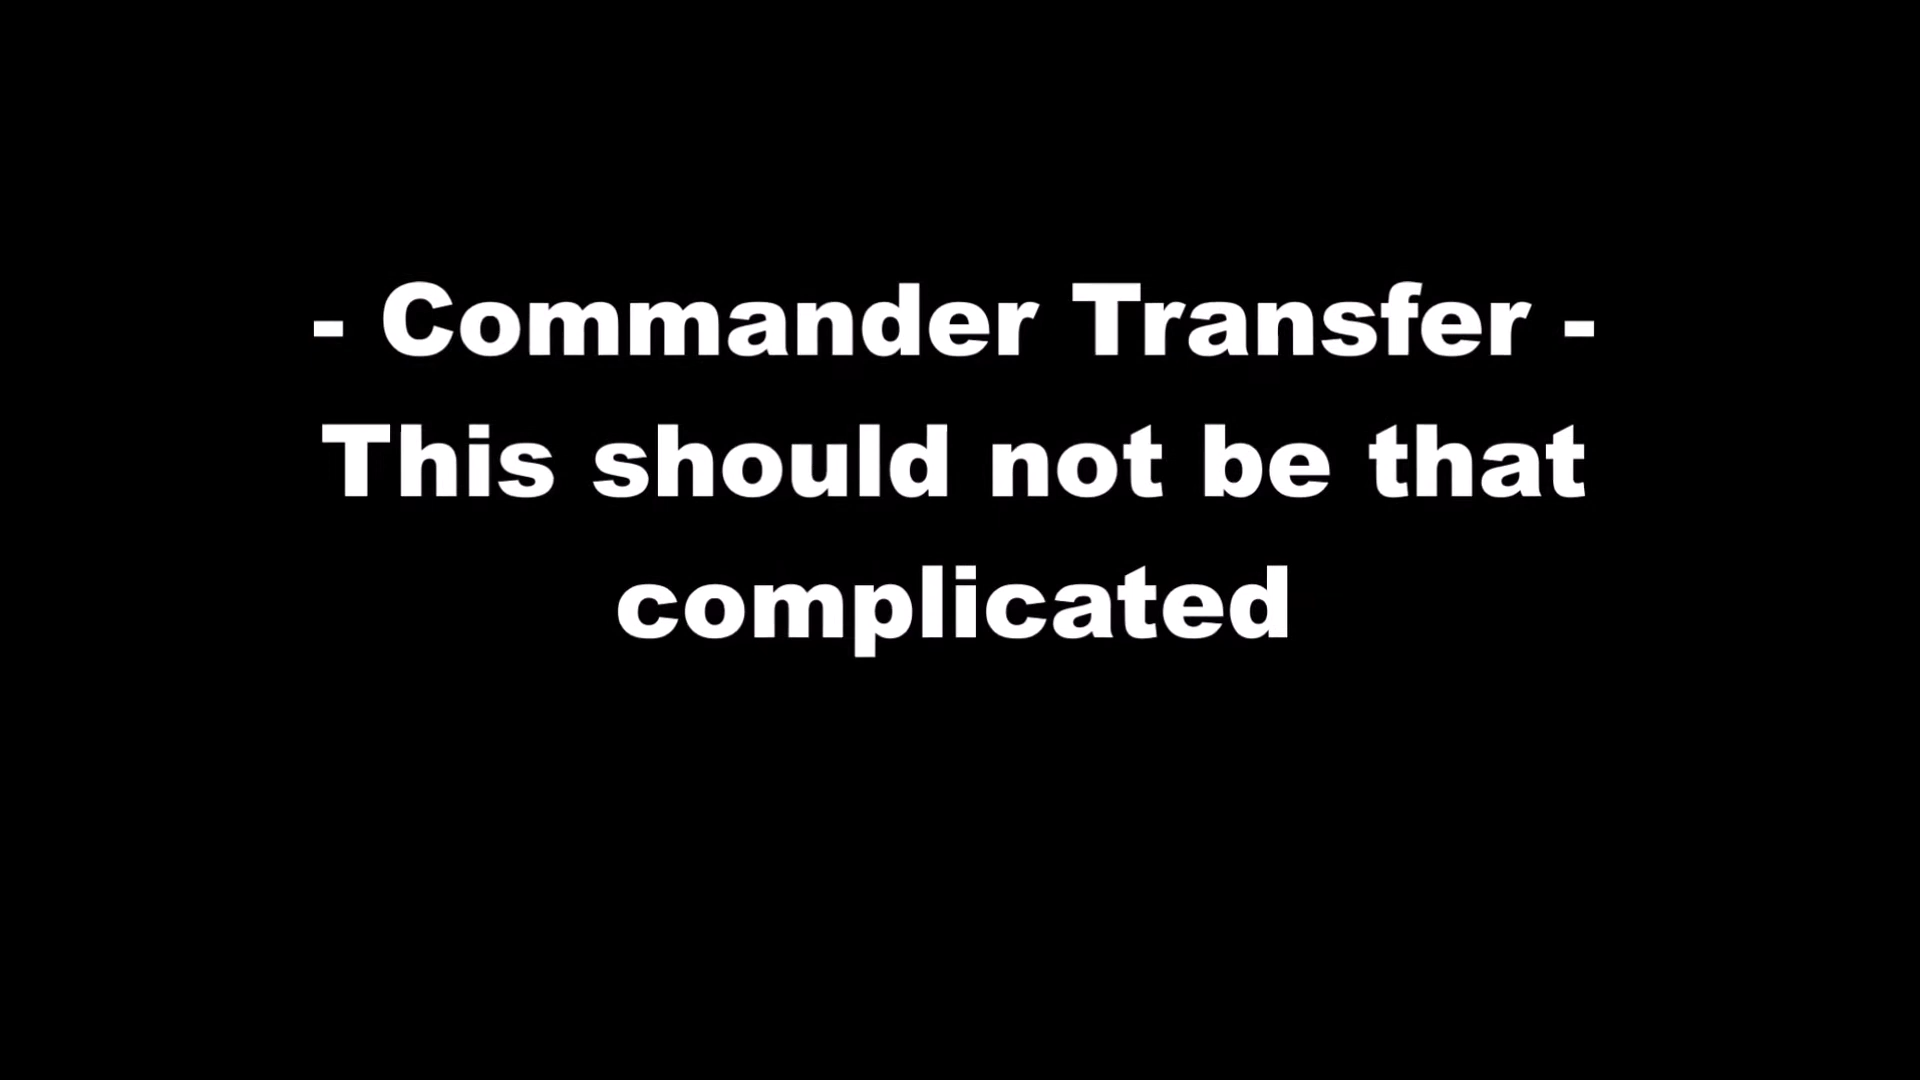 - Commander Transfer -
This should not be that
complicated